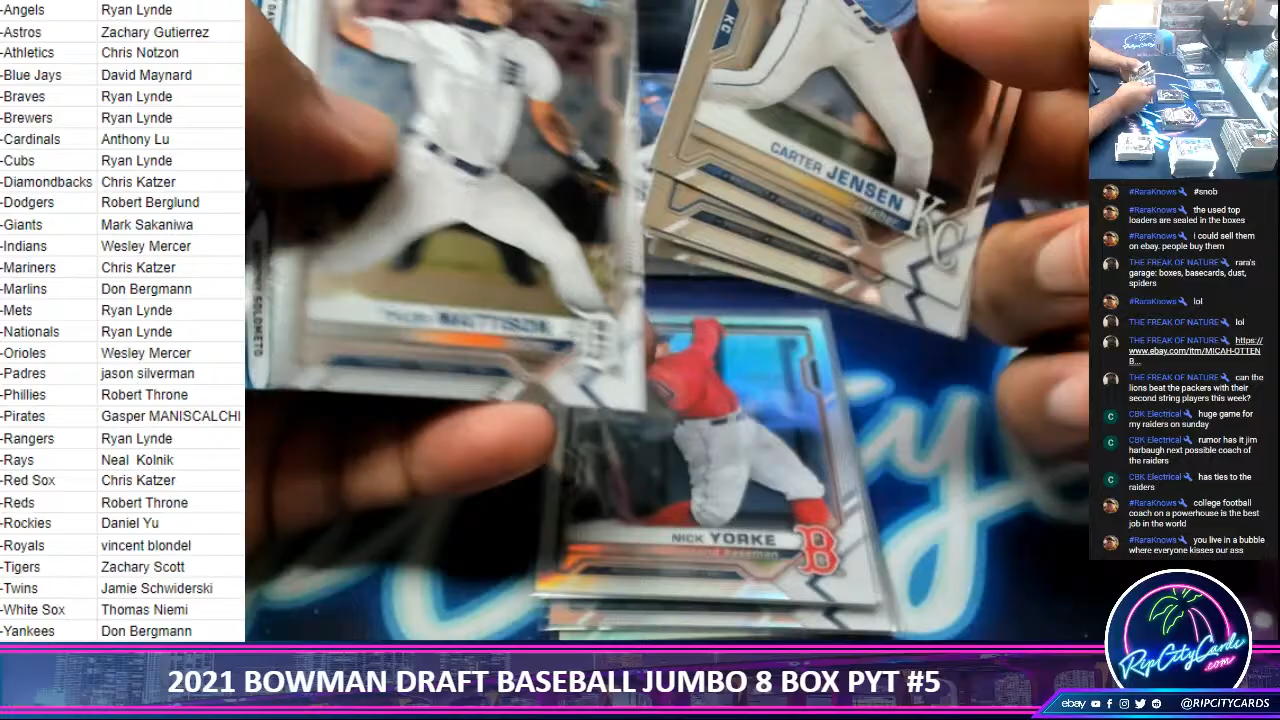 -Angels Ryan Lynde
-Astros Zachary Gutierrez
-Athletics Chris Notzon
-Blue Jays David Maynard
-Braves Ryan Lynde
-Brewers Ryan Lynde
-Cardinals Anthony Lu
-Cubs Ryan Lynde
-Diamondbacks Chris Katzer
-Dodgers Robert Berglund
-Giants Mark Sakaniwa
-Indians Wesley Mercer
-Mariners Chris Katzer
-Marlins Don Bergmann
-Mets Ryan Lynde
-Nationals Ryan Lynde
-Orioles Wesley Mercer
-Padres jason silverman
-Phillies Robert Throne
-Pirates Gasper MANISCALCHI
-Rangers Ryan Lynde
-Rays Neal Kolnik
-Red Sox Chris Katzer
-Reds Robert Throne
-Rockies Daniel Yu
-Royals vincent blondel
-Tigers Zachary Scott
-Twins Jamie Schwiderski
-White Sox Thomas Niemi
-Yankees Don Bergmann
KC
CARTER JENSEN
Catcher
KC
SOLOMETO
NICK YORKE
Second Baseman
B
#RaraKnows #snob
#RaraKnows the used top
loaders are sealed in the boxes
#RaraKnows i could sell them
on ebay. people buy them
THE FREAK OF NATURE rara's
garage: boxes, basecards, dust,
spiders
#RaraKnows lol
THE FREAK OF NATURE lol
THE FREAK OF NATURE https://
www.ebay.com/itm/MICAH-OTTEN
B...
THE FREAK OF NATURE can the
lions beat the packers with their
second string players this week?
CBK Electrical huge game for
my raiders on sunday
CBK Electrical rumor has it jim
harbaugh next possible coach of
the raiders
CBK Electrical has ties to the
raiders
#RaraKnows college football
coach on a powerhouse is the best
job in the world
#RaraKnows you live in a bubble
where everyone kisses our ass
RipCityCards
.com
2021 BOWMAN DRAFT BASEBALL JUMBO 8 BOX PYT #5
ebay @RIPCITYCARDS